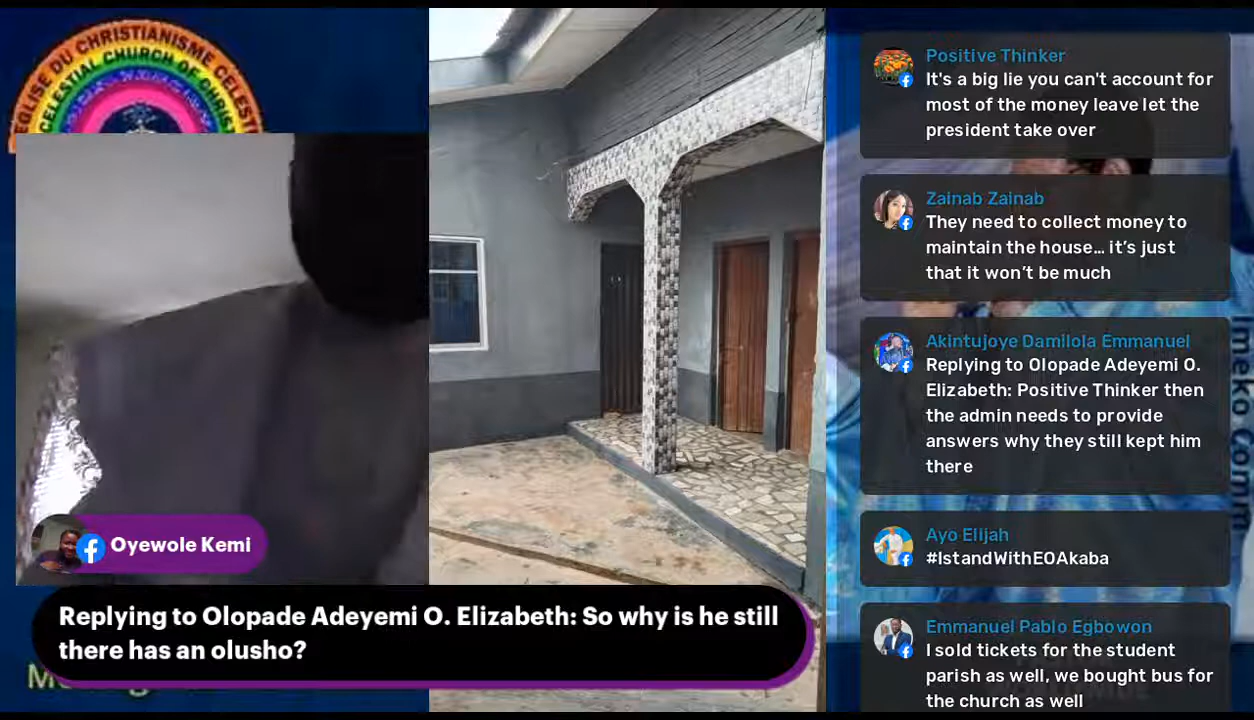 EGLISE DU CHRISTIANISME CELESTE
CELESTIAL CHURCH OF CHRIST
Oyewole Kemi
Replying to Olopade Adeyemi O. Elizabeth: So why is he still
there has an olusho?
Positive Thinker
It's a big lie you can't account for
most of the money leave let the
president take over
Zainab Zainab
They need to collect money to
maintain the house... it's just
that it won't be much
Akintujoye Damilola Emmanuel
Replying to Olopade Adeyemi O.
Elizabeth: Positive Thinker then
the admin needs to provide
answers why they still kept him
there
Ayo Elijah
#IstandWithEOAkaba
Emmanuel Pablo Egbowon
I sold tickets for the student
parish as well, we bought bus for
the church as well
Imeko